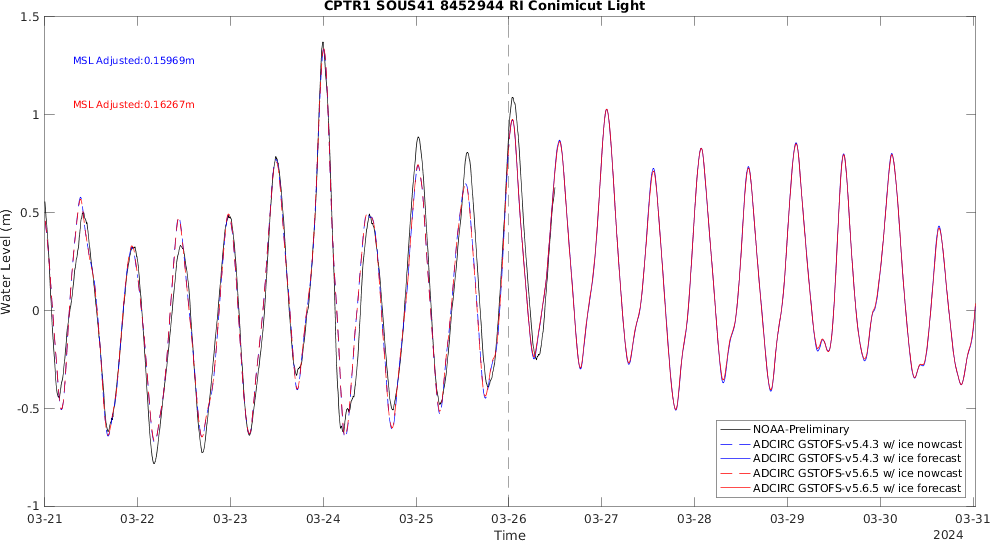 CPTR1 SOUS41 8452944 RI Conimicut Light
MSL Adjusted:0.15969m
MSL Adjusted:0.16267m
Water Level (m)
1.5
1
0.5
0
-0.5
-1
NOAA-Preliminary
ADCIRC GSTOFS-v5.4.3 w/ ice nowcast
ADCIRC GSTOFS-v5.4.3 w/ ice forecast
ADCIRC GSTOFS-v5.6.5 w/ ice nowcast
ADCIRC GSTOFS-v5.6.5 w/ ice forecast
03-21 03-22 03-23 03-24 03-25 03-26 03-27 03-28 03-29 03-30 03-31
Time
2024